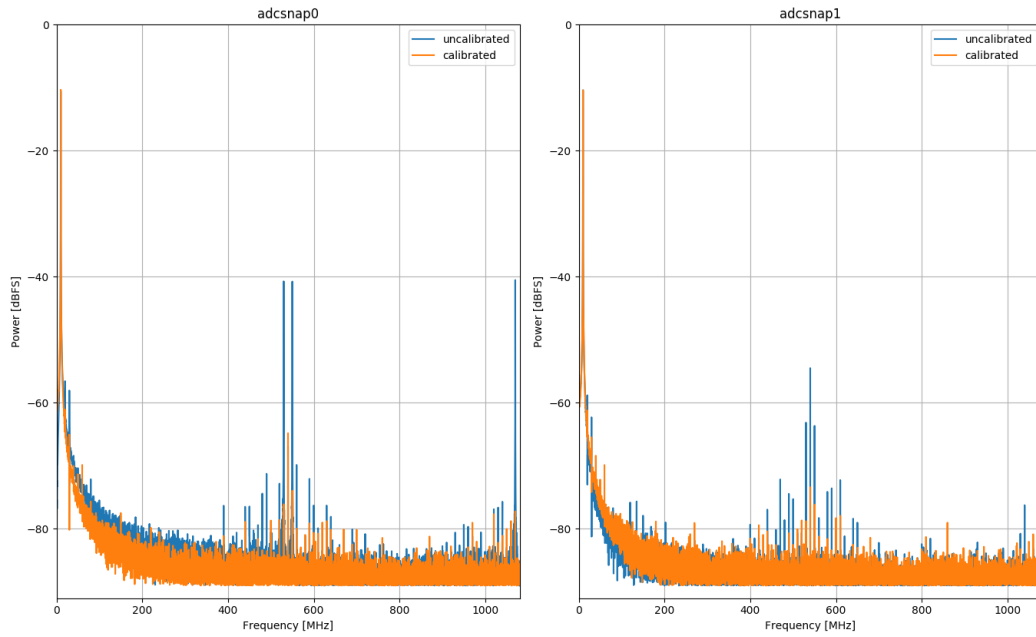 adcsnap0
0
−20
−40
−60
−80
Power [dBFS]
0
200
400
600
800
1000
Frequency [MHz]
uncalibrated
calibrated
adcsnap1
0
−20
−40
−60
−80
Power [dBFS]
0
200
400
600
800
1000
Frequency [MHz]
uncalibrated
calibrated